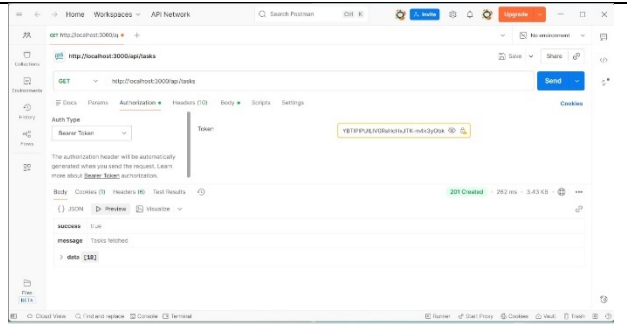 Home Workspaces API Network
Search Postman Ctrl K
Invite
Upgrade
GET http://localhost:3000/aj
No environment
http://localhost:3000/api/tasks
Save Share
GET http://localhost:3000/api/tasks Send
Docs Params Authorization Headers (10) Body Scripts Settings Cookies
Collections
Environments
History
Flows
Files
BETA
Auth Type
Bearer Token
Token
The authorization header will be automatically
generated when you send the request. Learn
more about Bearer Token authorization.
Body Cookies (1) Headers (6) Test Results
201 Created 262 ms 3.43 KB
{} JSON Preview Visualize
success true
message Tasks fetched
data [18]
Cloud View Find and replace Console Terminal
Runner Start Proxy Cookies Vault Trash